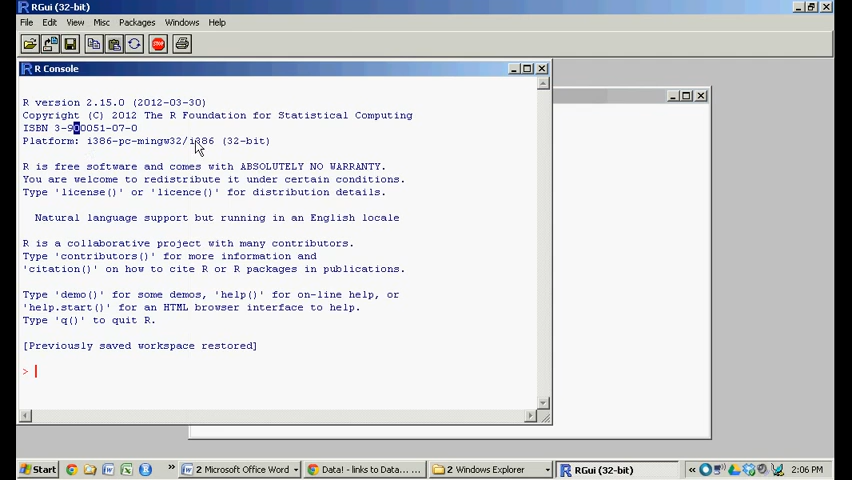 RGui (32-bit)
File Edit View Misc Packages Windows Help
STOP
R Console
R version 2.15.0 (2012-03-30)
Copyright (C) 2012 The R Foundation for Statistical Computing
ISBN 3-900051-07-0
Platform: i386-pc-mingw32/i386 (32-bit)
R is free software and comes with ABSOLUTELY NO WARRANTY.
You are welcome to redistribute it under certain conditions.
Type 'license()' or 'licence()' for distribution details.
Natural language support but running in an English locale
R is a collaborative project with many contributors.
Type 'contributors()' for more information and
'citation()' on how to cite R or R packages in publications.
Type 'demo()' for some demos, 'help()' for on-line help, or
'help.start()' for an HTML browser interface to help.
Type 'q()' to quit R.
[Previously saved workspace restored]
>
Start » 2 Microsoft Office Word Data! - links to Data... 2 Windows Explorer RGui (32-bit) « 2:06 PM